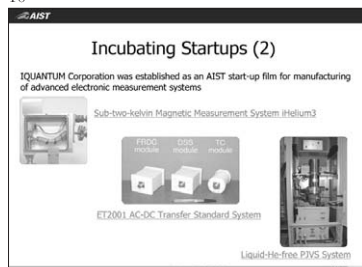 AIST
Incubating Startups (2)
IQUANTUM Corporation was established as an AIST start-up film for manufacturing
of advanced electronic measurement systems
Sub-two-kelvin Magnetic Measurement System iHelium3
FROG DSS TC
module module module
ET2001 AC-DC Transfer Standard System
Liquid-He-free PJVS System